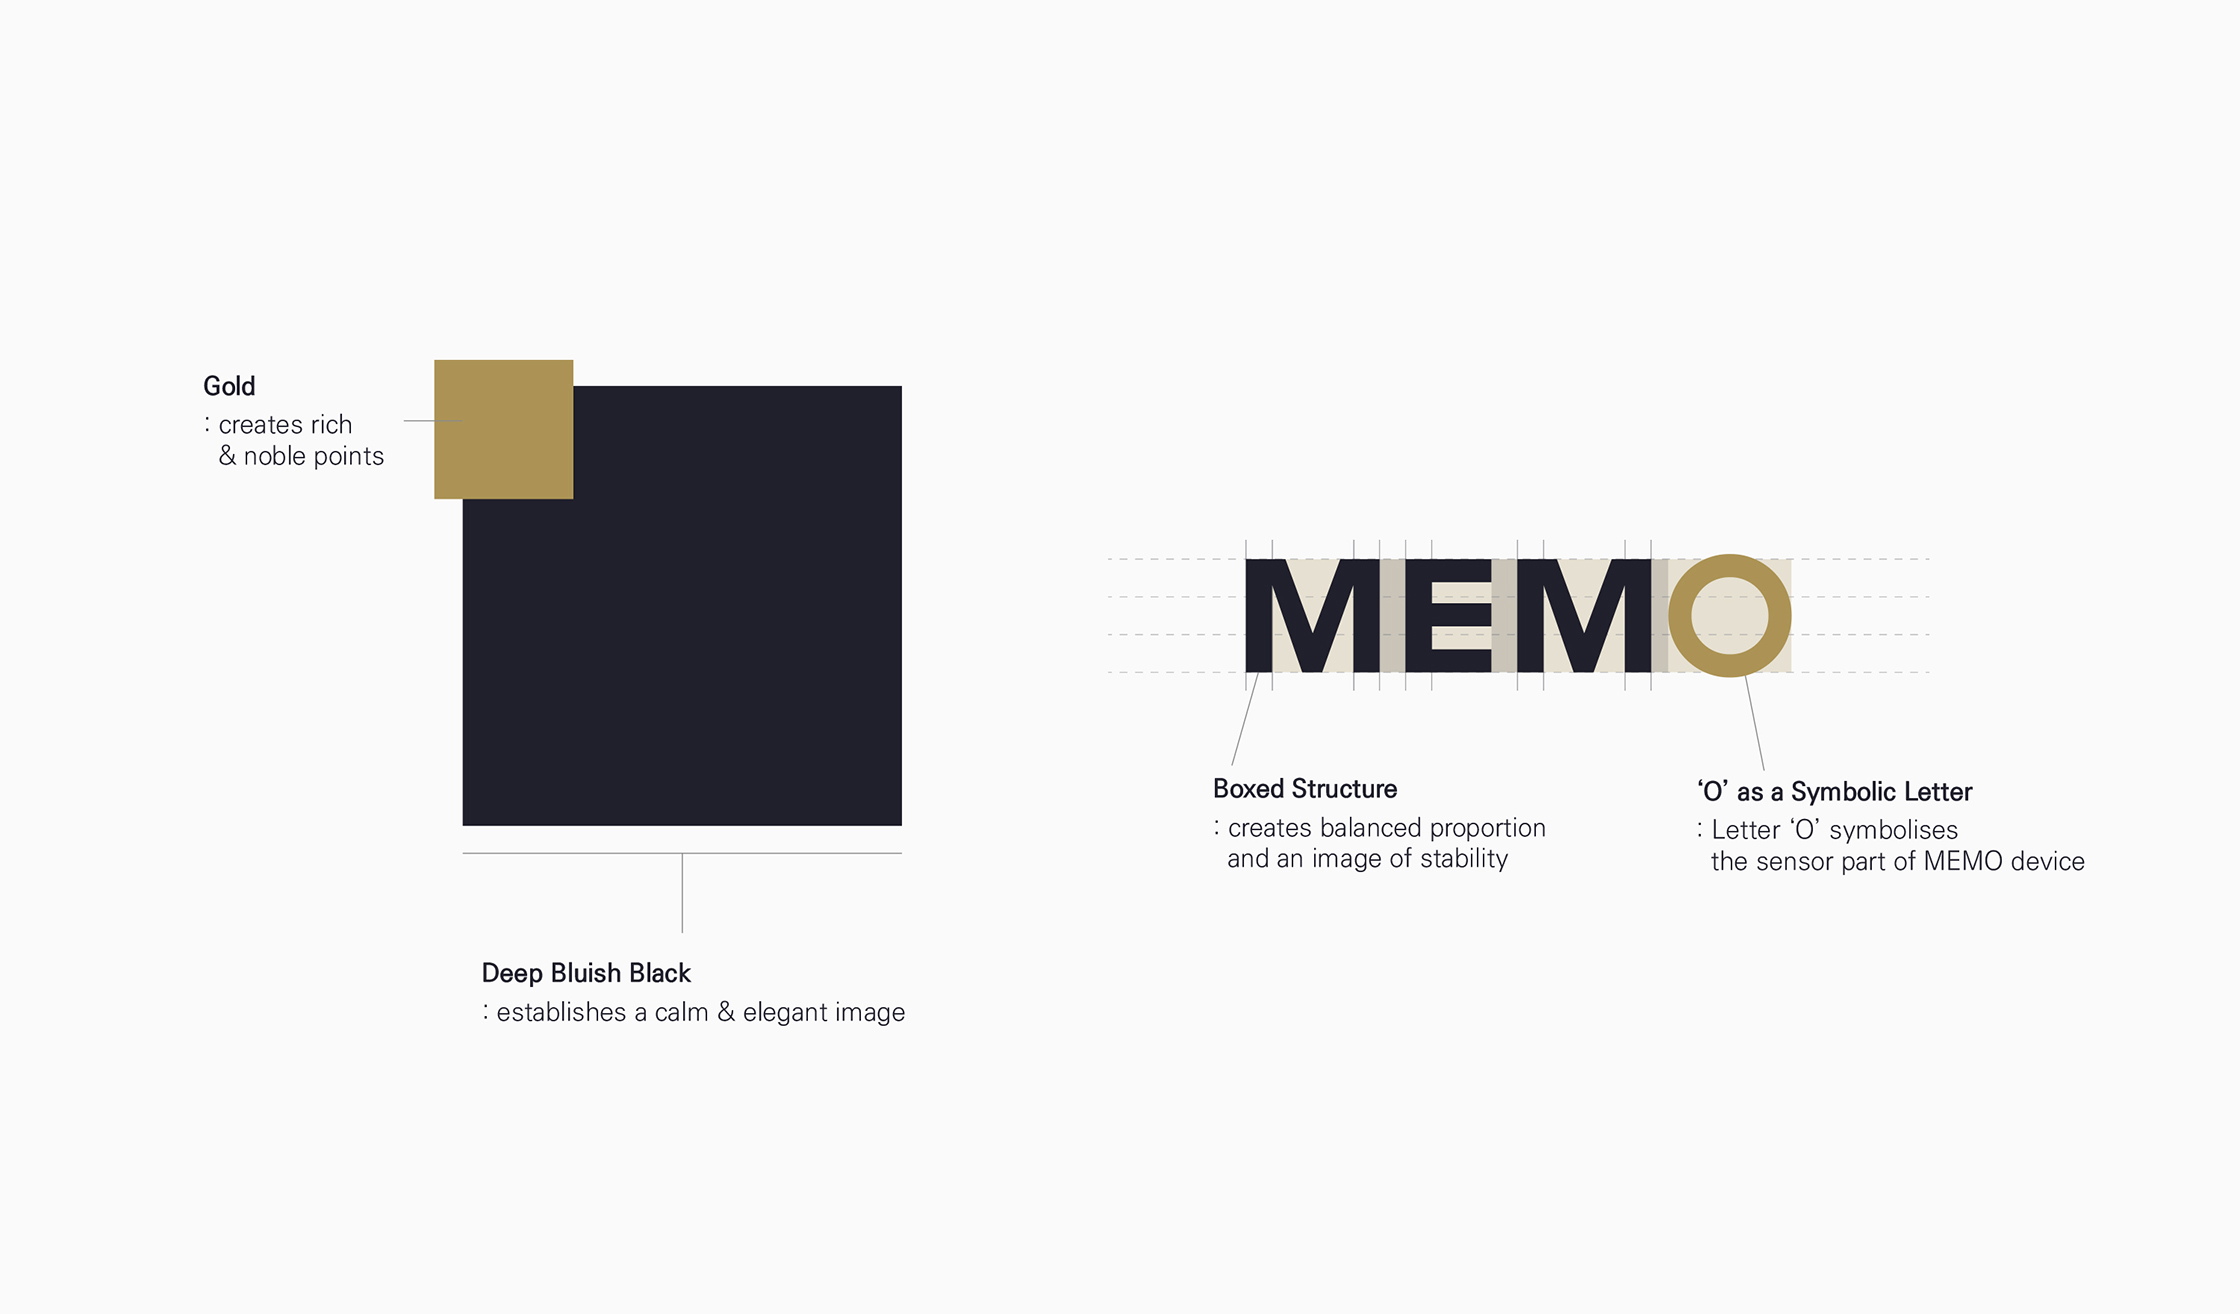 Gold
: creates rich
& noble points
Deep Bluish Black
: establishes a calm & elegant image
MEMO
Boxed Structure
: creates balanced proportion
and an image of stability
‘O’ as a Symbolic Letter
: Letter ‘O’ symbolises
the sensor part of MEMO device